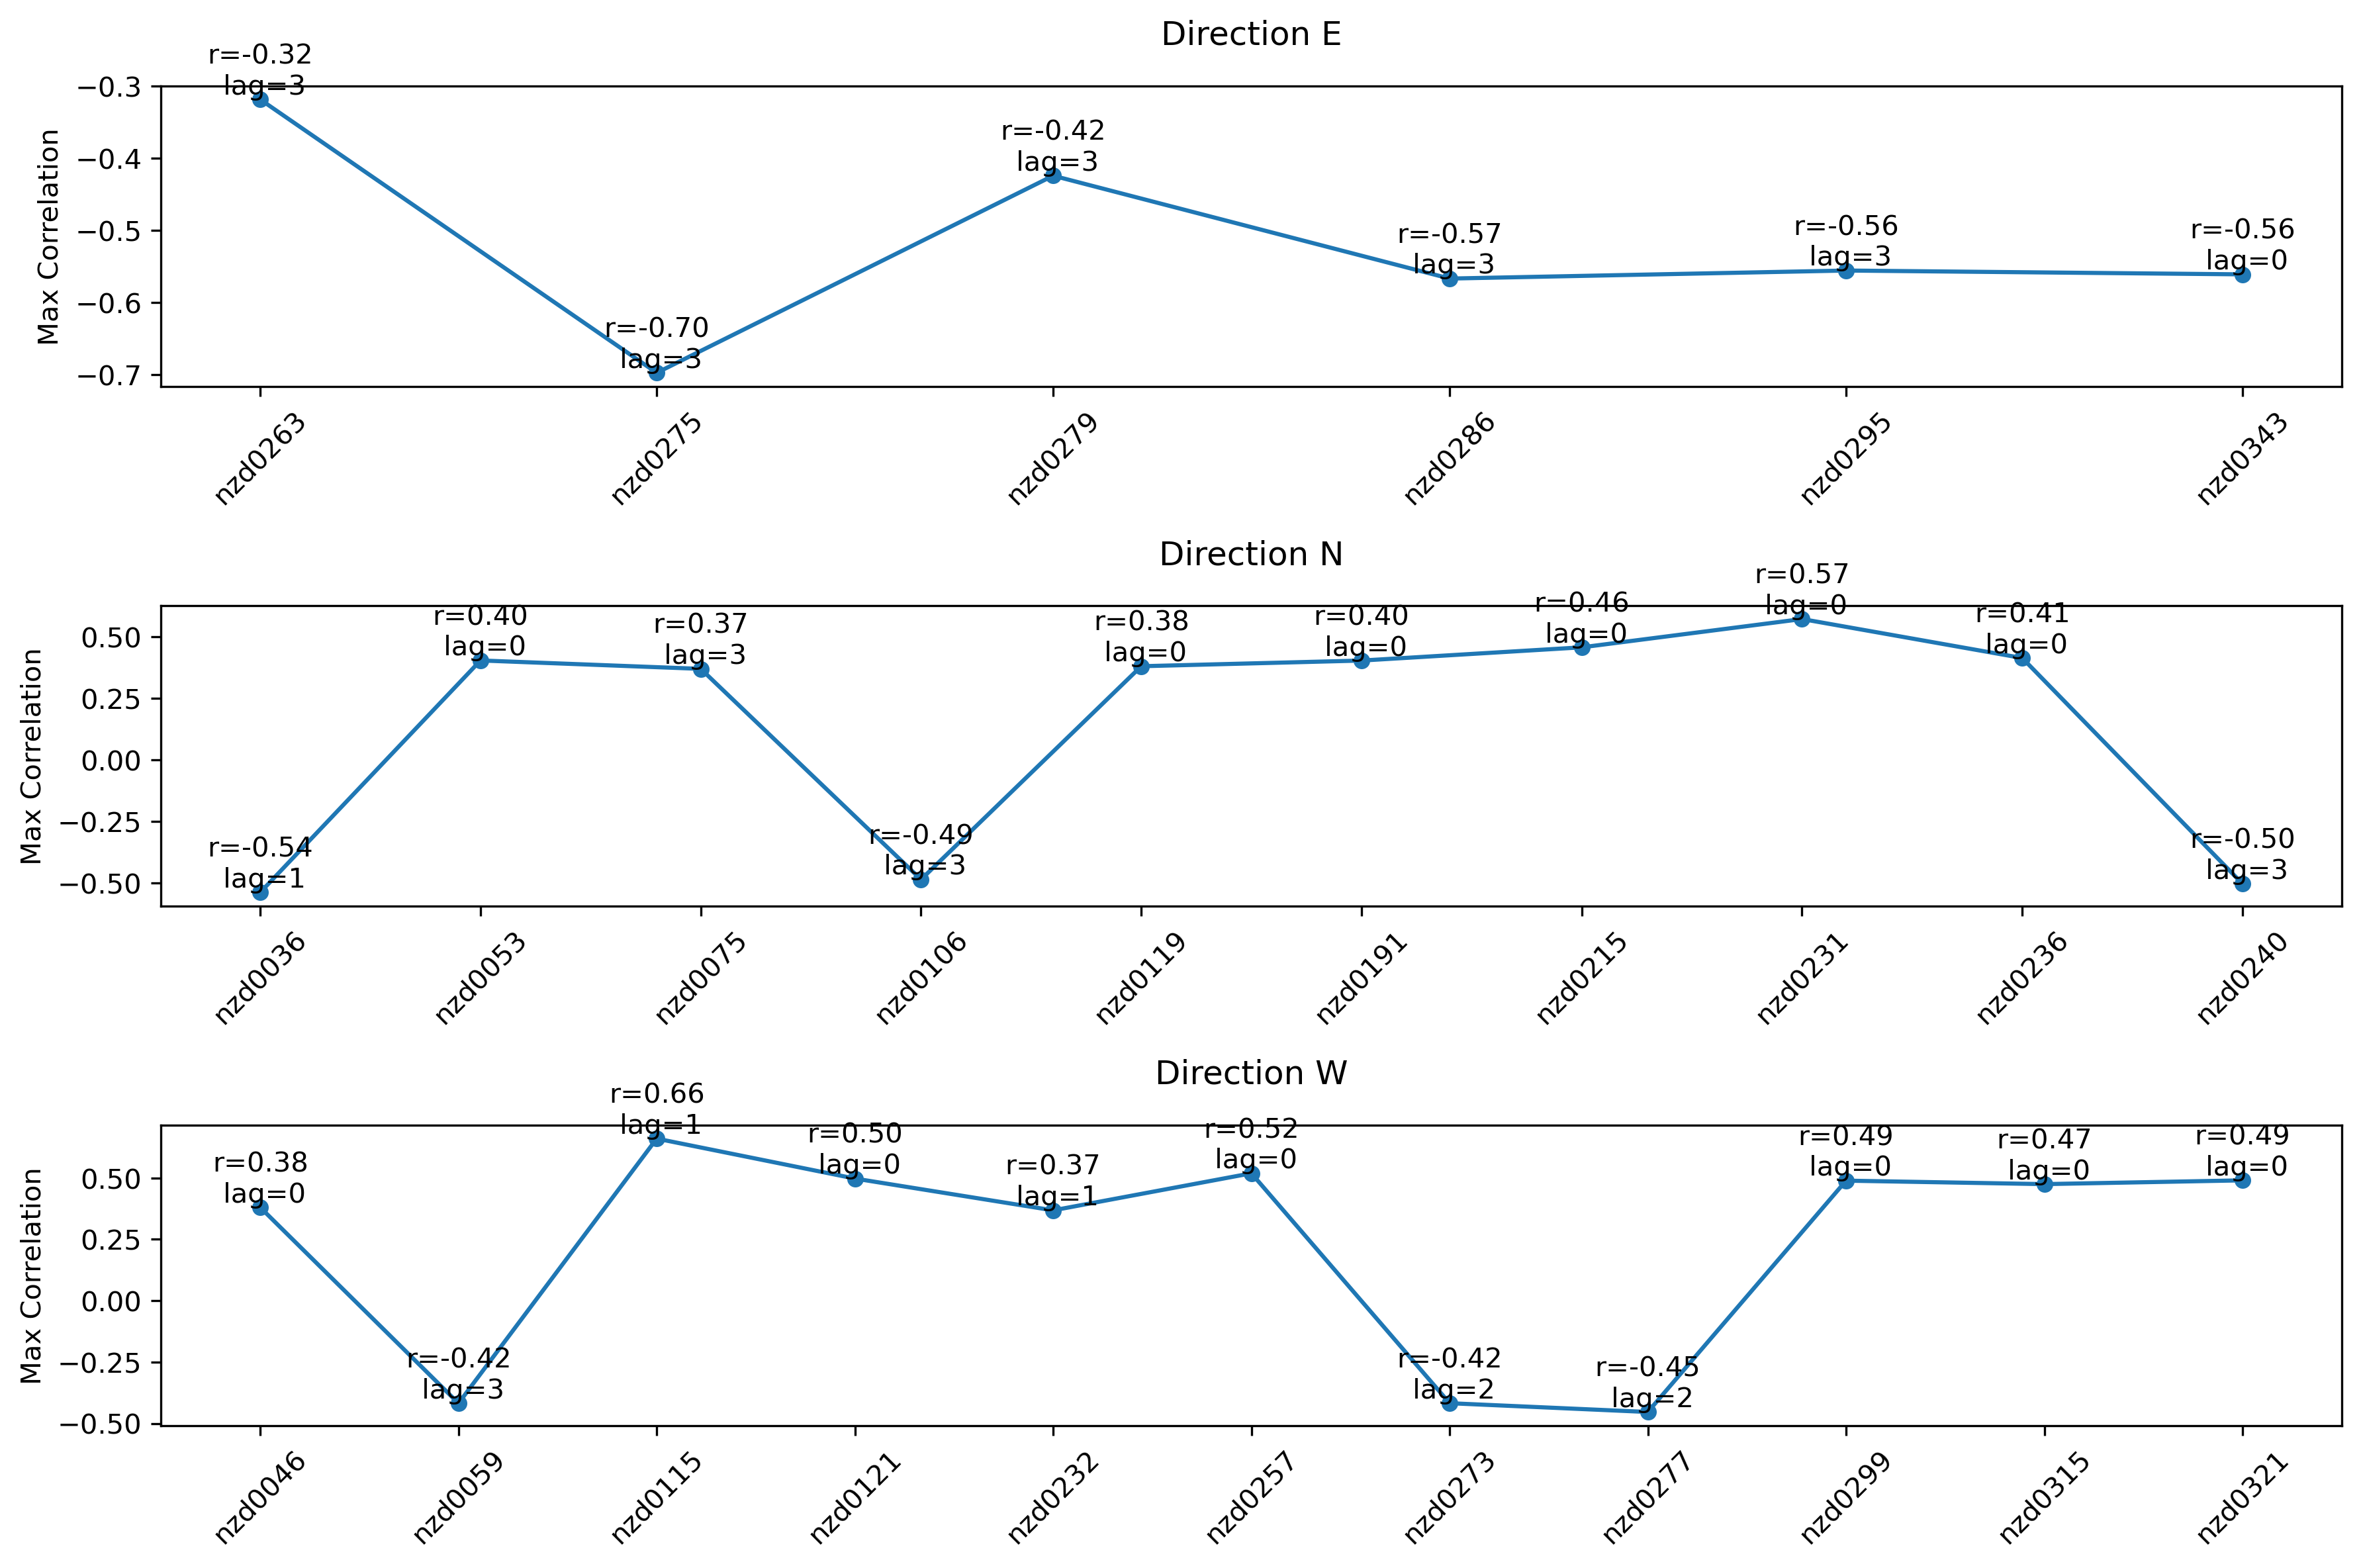 Direction E
r=-0.32
lag=3
r=-0.70
lag=3
r=-0.42
lag=3
r=-0.57
lag=3
r=-0.56
lag=3
r=-0.56
lag=0
Max Correlation
−0.3
−0.4
−0.5
−0.6
−0.7
nzd0263
nzd0275
nzd0279
nzd0286
nzd0295
nzd0343
Direction N
r=-0.54
lag=1
r=0.40
lag=0
r=0.37
lag=3
r=-0.49
lag=3
r=0.38
lag=0
r=0.40
lag=0
r=0.46
lag=0
r=0.57
lag=0
r=0.41
lag=0
r=-0.50
lag=3
Max Correlation
0.50
0.25
0.00
−0.25
−0.50
nzd0036
nzd0053
nzd0075
nzd0106
nzd0119
nzd0191
nzd0215
nzd0231
nzd0236
nzd0240
Direction W
r=0.38
lag=0
r=-0.42
lag=3
r=0.66
lag=1
r=0.50
lag=0
r=0.37
lag=1
r=0.52
lag=0
r=-0.42
lag=2
r=-0.45
lag=2
r=0.49
lag=0
r=0.47
lag=0
r=0.49
lag=0
Max Correlation
0.50
0.25
0.00
−0.25
−0.50
nzd0046
nzd0059
nzd0115
nzd0121
nzd0232
nzd0257
nzd0273
nzd0277
nzd0299
nzd0315
nzd0321